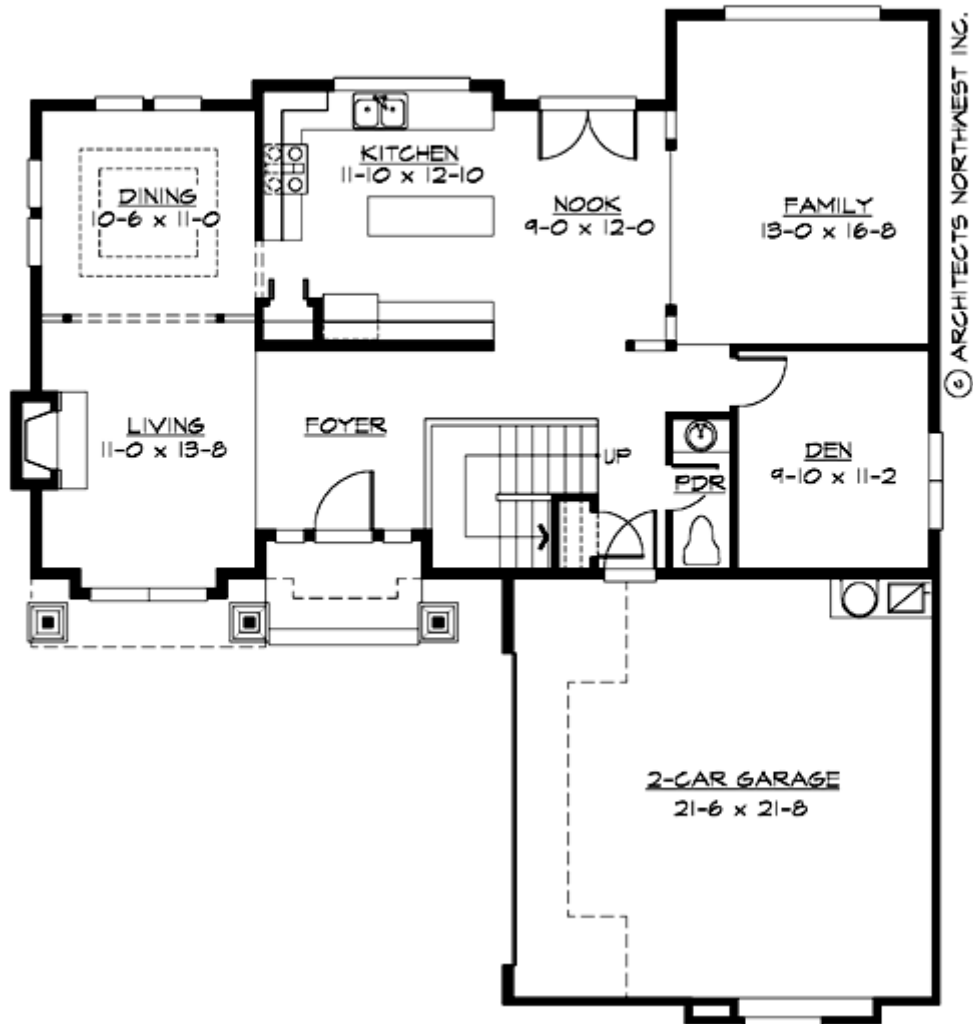 KITCHEN
11-10 x 12-10
DINING
10-6 x 11-0
NOOK
9-0 x 12-0
FAMILY
13-0 x 16-8
© ARCHITECTS NORTHWEST INC.
LIVING
11-0 x 13-8
FOYER
UP
PDR
DEN
9-10 x 11-2
2-CAR GARAGE
21-6 x 21-8